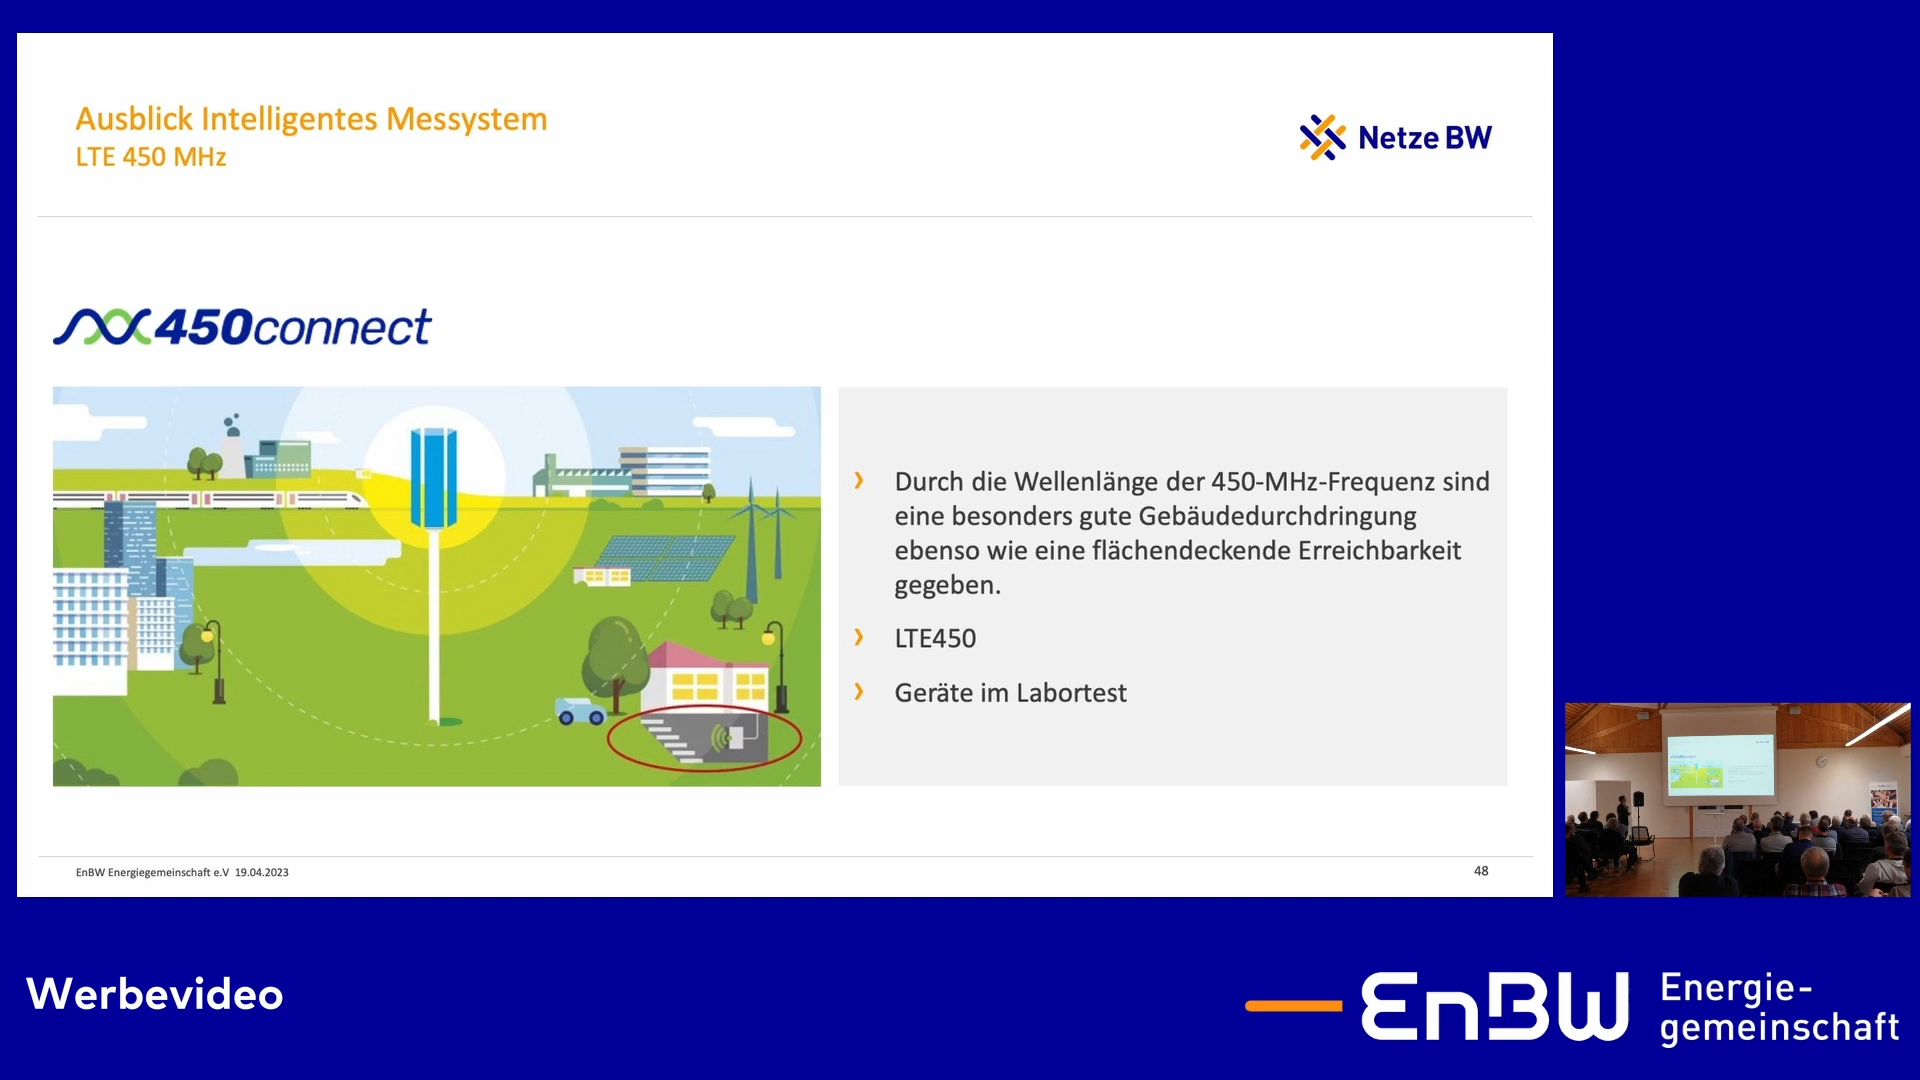 Ausblick Intelligentes Messystem
LTE 450 MHz
Netze BW
450connect
› Durch die Wellenlänge der 450-MHz-Frequenz sind
eine besonders gute Gebäudedurchdringung
ebenso wie eine flächendeckende Erreichbarkeit
gegeben.
› LTE450
› Geräte im Labortest
EnBW Energiegemeinschaft e.V 19.04.2023
48
Werbevideo
EnBW
Energie-
gemeinschaft